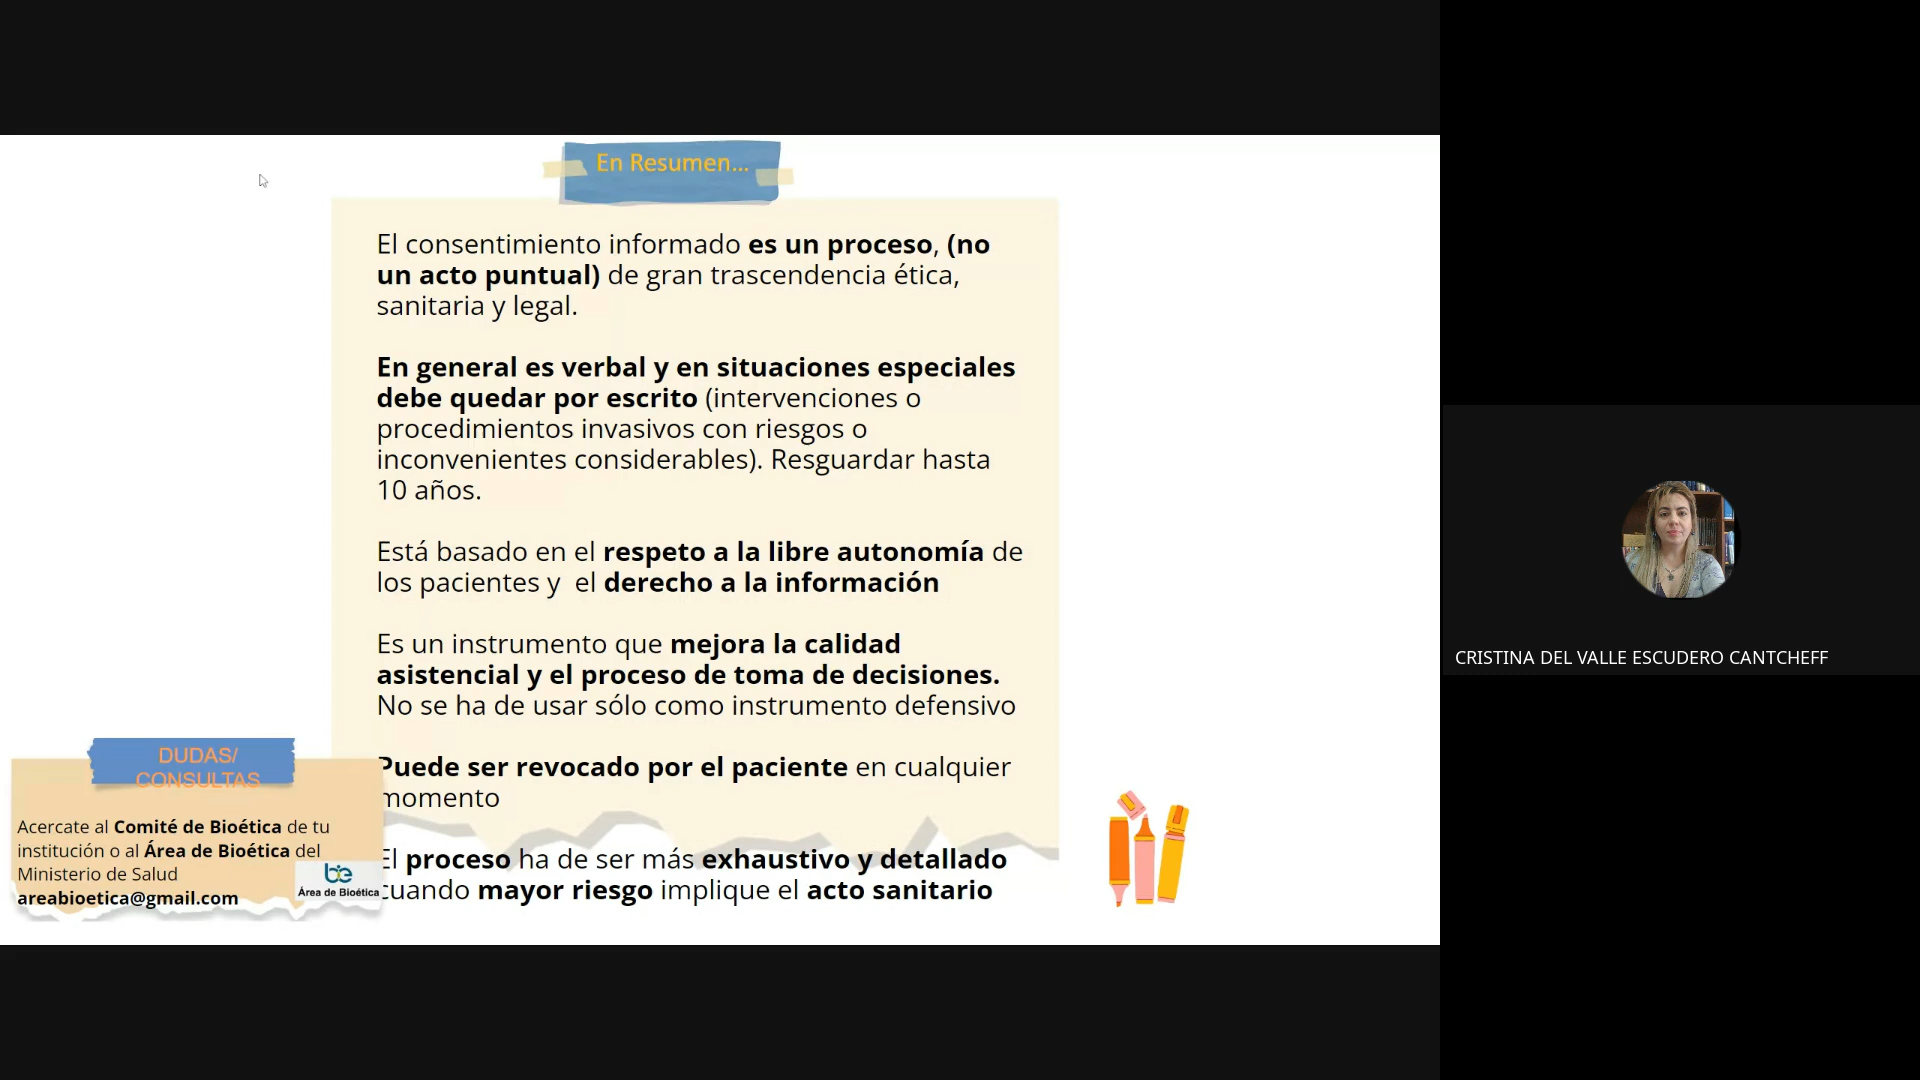 En Resumen...
El consentimiento informado es un proceso, (no
un acto puntual) de gran trascendencia ética,
sanitaria y legal.
En general es verbal y en situaciones especiales
debe quedar por escrito (intervenciones o
procedimientos invasivos con riesgos o
inconvenientes considerables). Resguardar hasta
10 años.
Está basado en el respeto a la libre autonomía de
los pacientes y el derecho a la información
Es un instrumento que mejora la calidad
asistencial y el proceso de toma de decisiones.
No se ha de usar sólo como instrumento defensivo
Puede ser revocado por el paciente en cualquier
momento
El proceso ha de ser más exhaustivo y detallado
cuando mayor riesgo implique el acto sanitario
DUDAS/
CONSULTAS
Acercate al Comité de Bioética de tu
institución o al Área de Bioética del
Ministerio de Salud
areabioetica@gmail.com
be
Área de Bioética
CRISTINA DEL VALLE ESCUDERO CANTCHEFF